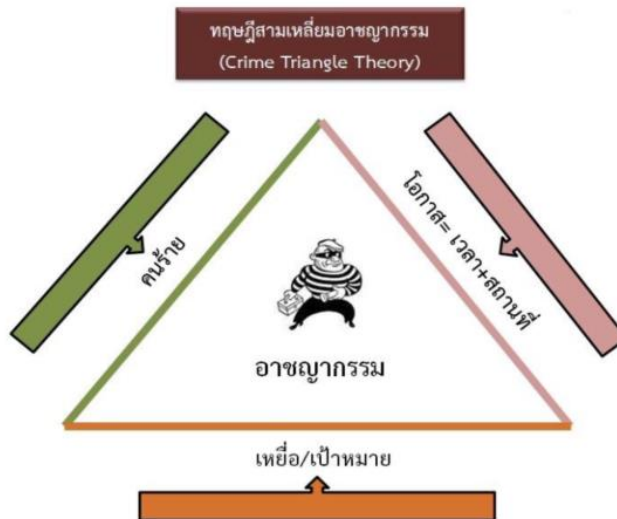 ทฤษฎีสามเหลี่ยมอาชญากรรม
(Crime Triangle Theory)
คนร้าย
โอกาส= เวลา+สถานที่
อาชญากรรม
เหยื่อ/เป้าหมาย